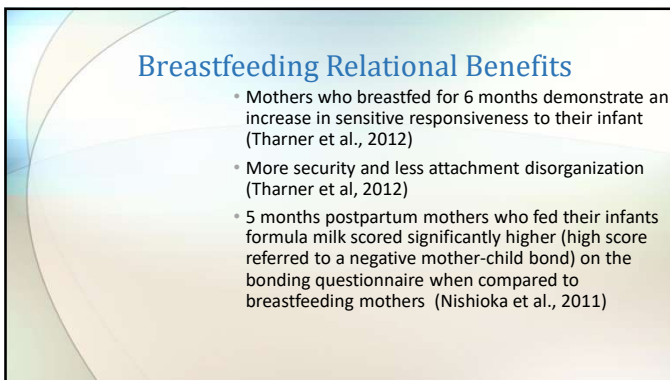 Breastfeeding Relational Benefits
• Mothers who breastfed for 6 months demonstrate an
increase in sensitive responsiveness to their infant
(Tharner et al., 2012)
• More security and less attachment disorganization
(Tharner et al, 2012)
• 5 months postpartum mothers who fed their infants
formula milk scored significantly higher (high score
referred to a negative mother-child bond) on the
bonding questionnaire when compared to
breastfeeding mothers (Nishioka et al., 2011)